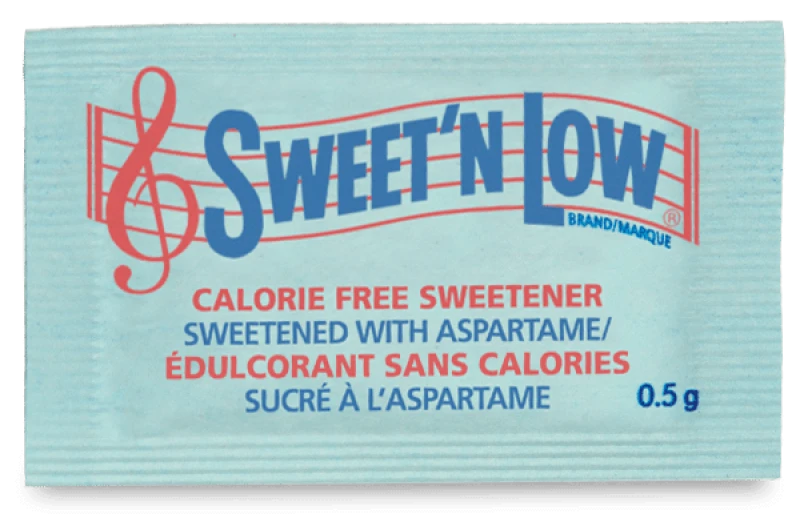 SWEET'N LOW
BRAND/MARQUE ®
CALORIE FREE SWEETENER
SWEETENED WITH ASPARTAME/
ÉDULCORANT SANS CALORIES
SUCRÉ À L'ASPARTAME
0.5 g